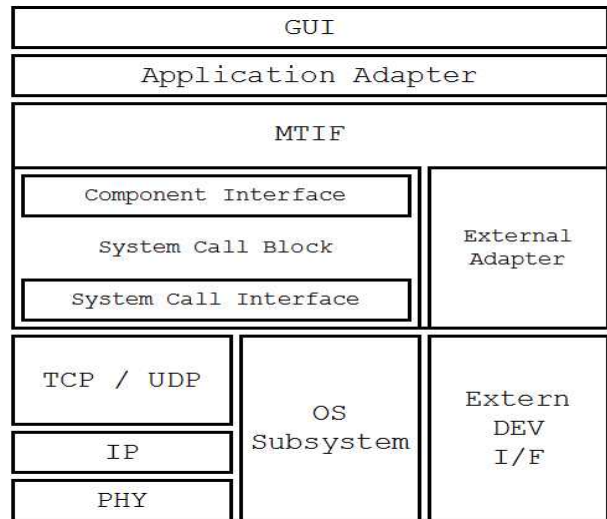 GUI
Application Adapter
MTIF
Component Interface
System Call Block
System Call Interface
External
Adapter
TCP / UDP
IP
PHY
OS
Subsystem
Extern
DEV
I/F